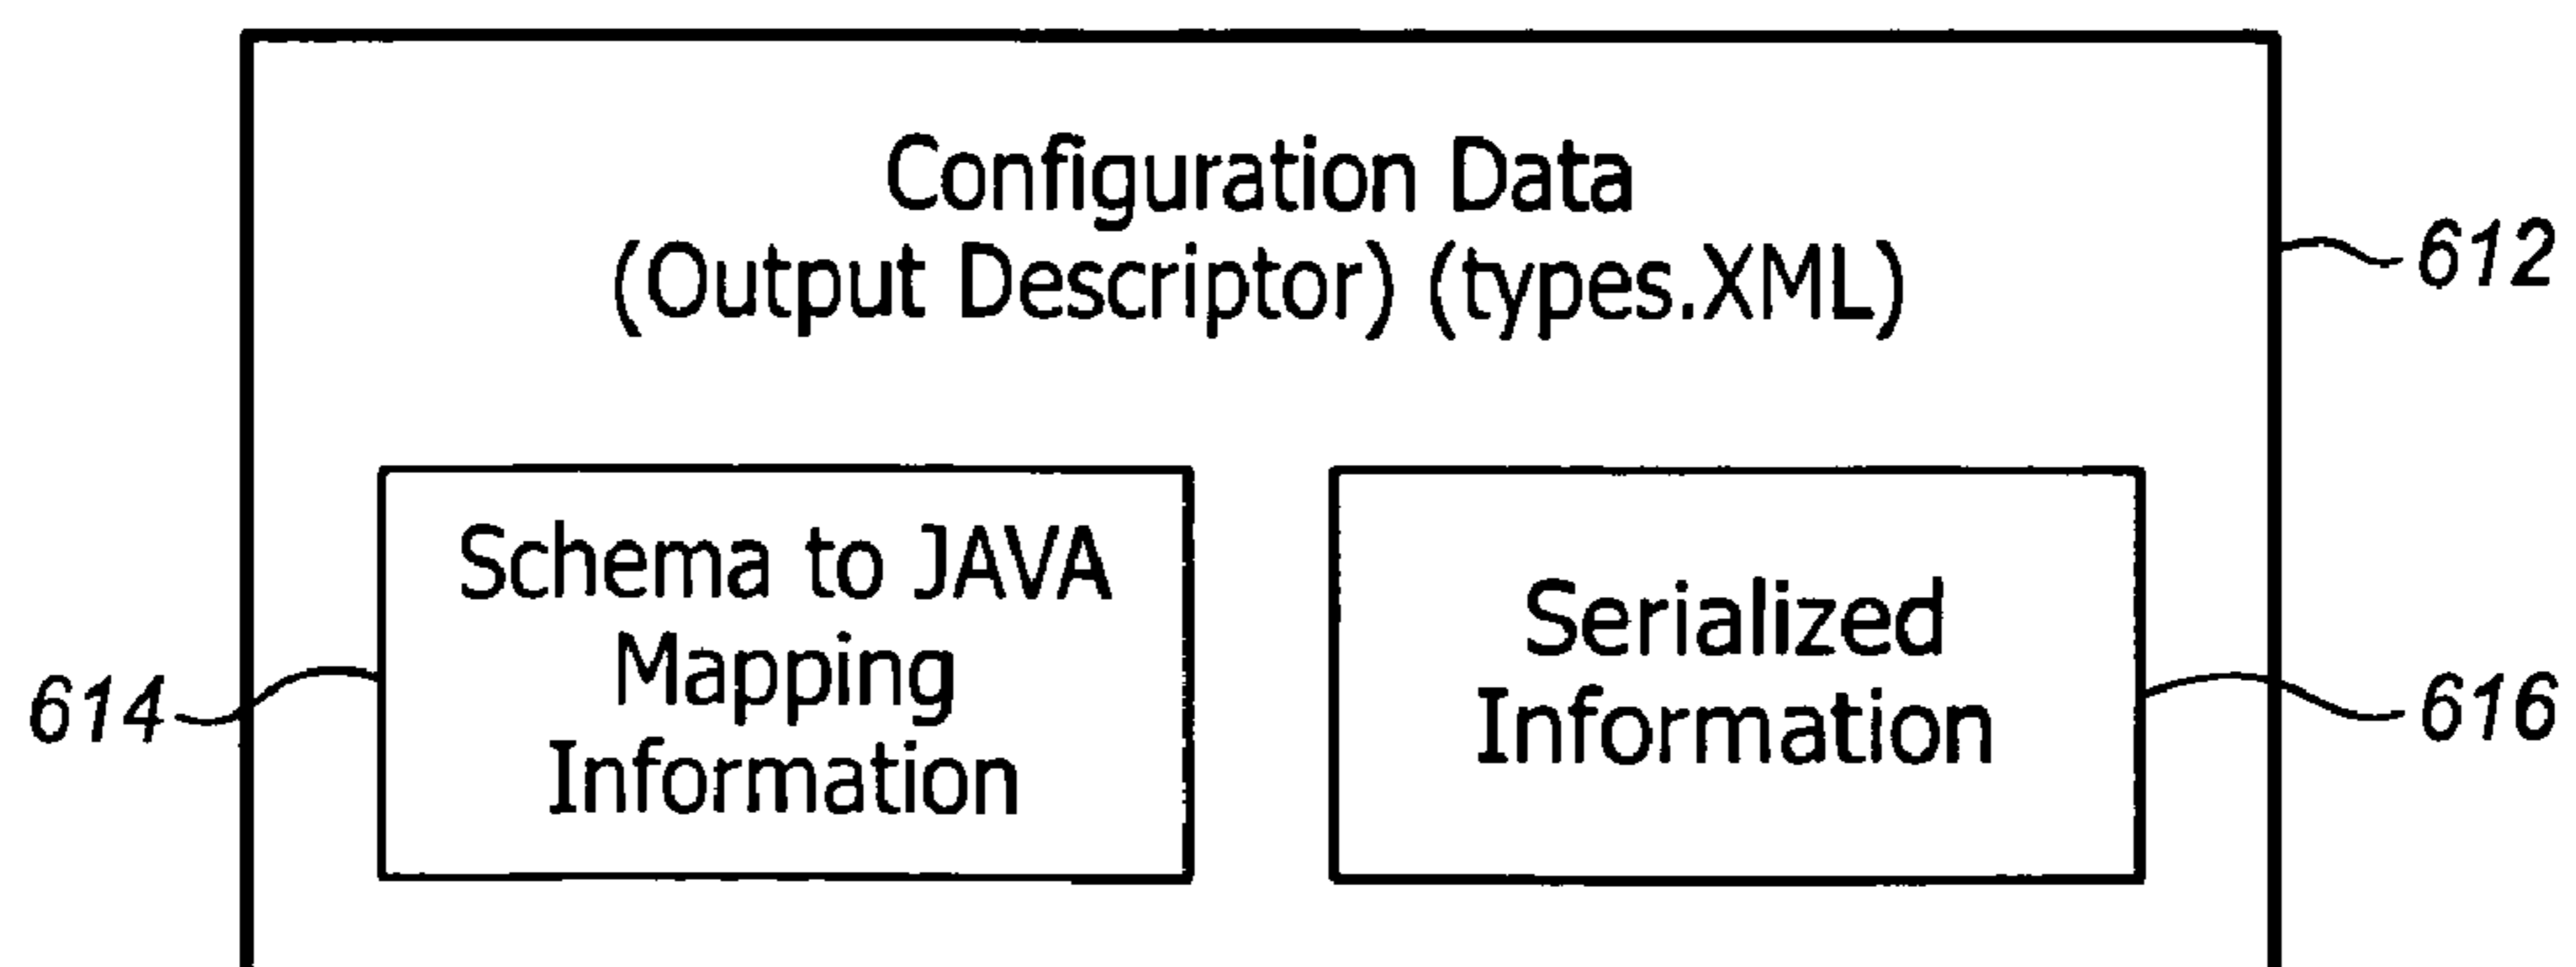 Configuration Data
(Output Descriptor) (types.XML)
612
Schema to JAVA
Mapping
Information
614
Serialized
Information
616